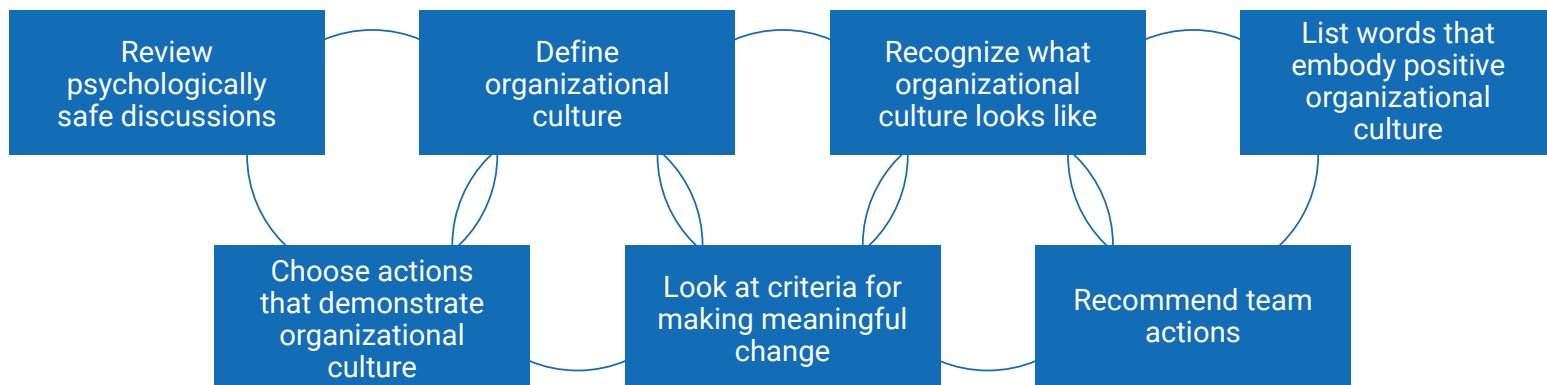 Review
psychologically
safe discussions
Define
organizational
culture
Recognize what
organizational
culture looks like
List words that
embody positive
organizational
culture
Choose actions
that demonstrate
organizational
culture
Look at criteria for
making meaningful
change
Recommend team
actions